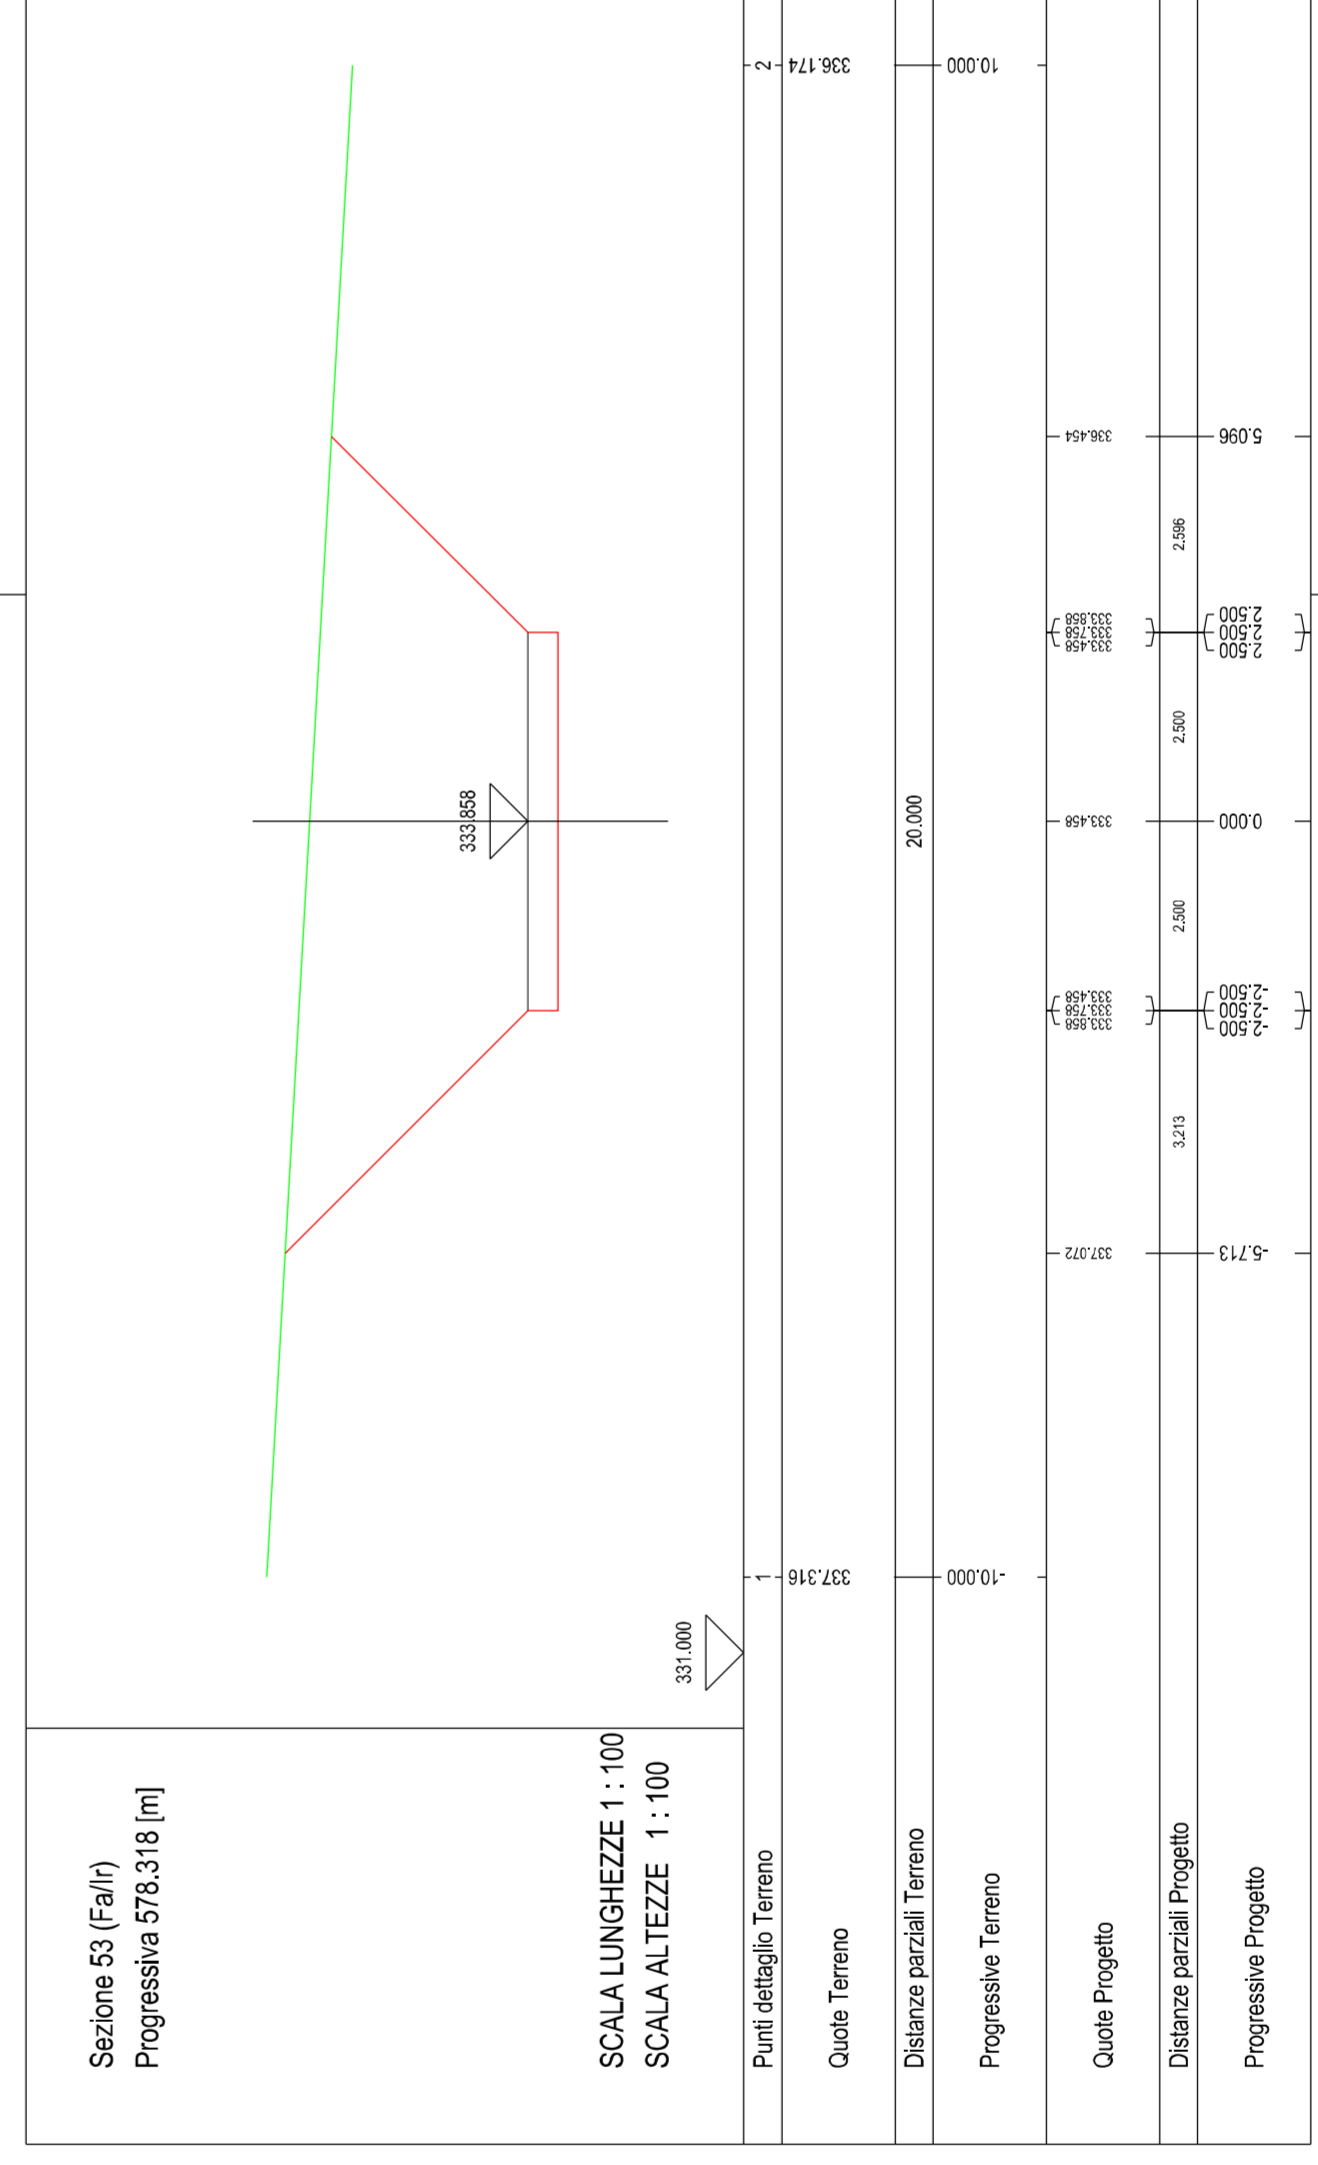 Sezione 53 (Fa/Ir)
Progressiva 578.318 [m]
SCALA LUNGHEZZE 1 : 100
SCALA ALTEZZE 1 : 100
333.858
331.000
Punti dettaglio Terreno 1 2
Quote Terreno 337.316 336.174
Distanze parziali Terreno 20.000
Progressive Terreno -10.000 10.000
Quote Progetto 337.072 333.858 333.758 333.458 333.458 333.458 333.758 333.858 336.454
Distanze parziali Progetto 3.213 2.500 2.500 2.596
Progressive Progetto -5.713 -2.500 -2.500 -2.500 0.000 2.500 2.500 2.500 5.096